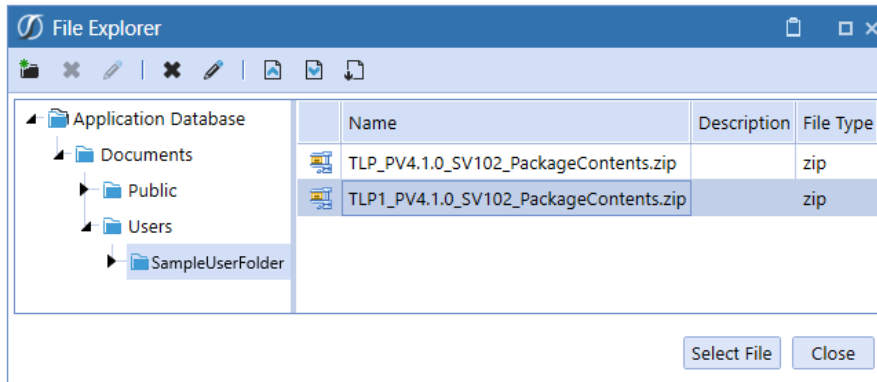 File Explorer
Application Database
Documents
Public
Users
SampleUserFolder
Name Description File Type
TLP_PV4.1.0_SV102_PackageContents.zip zip
TLP1_PV4.1.0_SV102_PackageContents.zip zip
Select File Close